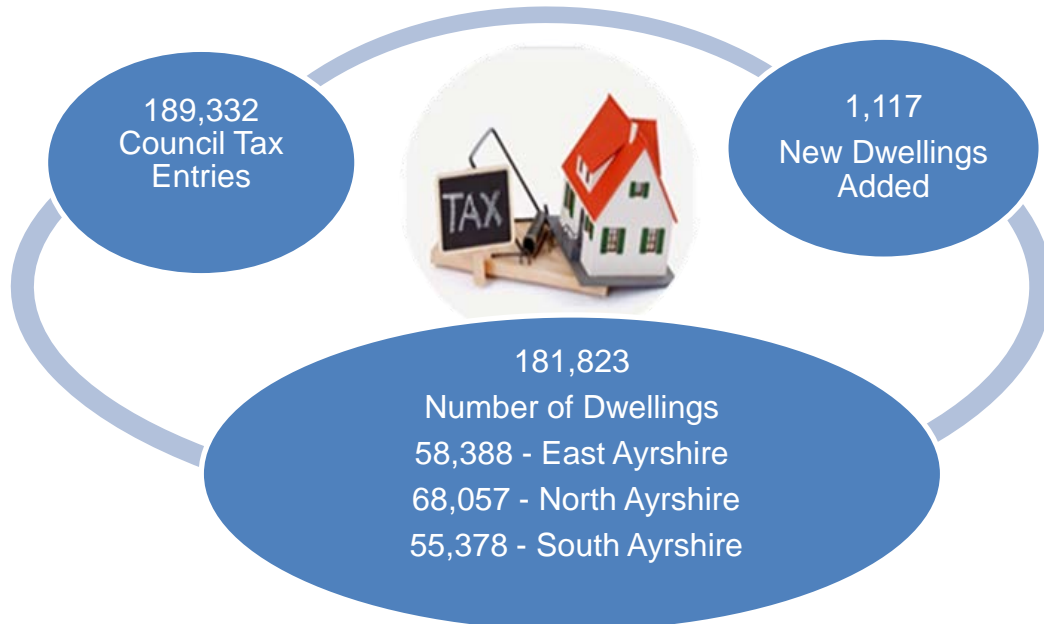 189,332
Council Tax
Entries
1,117
New Dwellings
Added
TAX
181,823
Number of Dwellings
58,388 - East Ayrshire
68,057 - North Ayrshire
55,378 - South Ayrshire